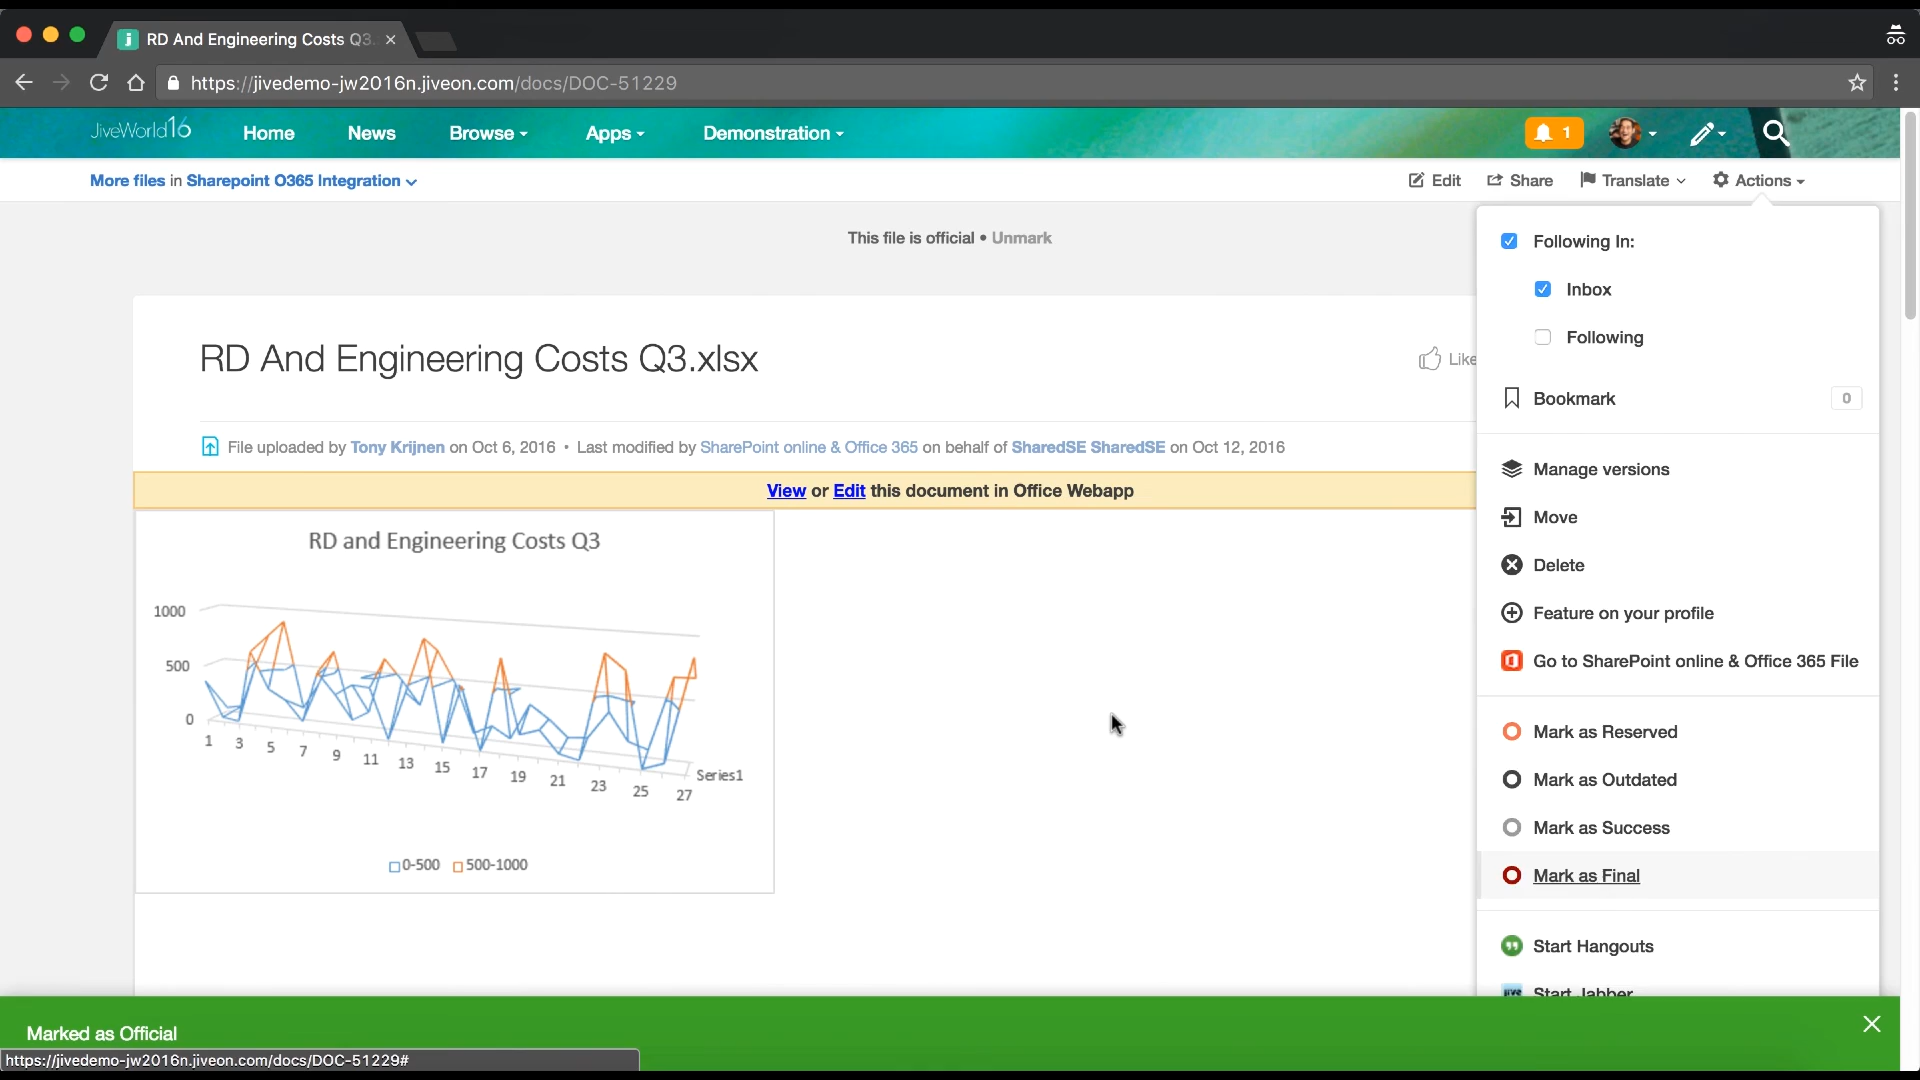 RD And Engineering Costs Q3
https://jivedemo-jw2016n.jiveon.com/docs/DOC-51229
JiveWorld16 Home News Browse Apps Demonstration 1
More files in Sharepoint O365 Integration Edit Share Translate Actions
This file is official • Unmark
Following In:
Inbox
Following
RD And Engineering Costs Q3.xlsx
Like
Bookmark 0
File uploaded by Tony Krijnen on Oct 6, 2016 • Last modified by SharePoint online & Office 365 on behalf of SharedSE SharedSE on Oct 12, 2016
View or Edit this document in Office Webapp
Manage versions
Move
Delete
Feature on your profile
Go to SharePoint online & Office 365 File
Mark as Reserved
Mark as Outdated
Mark as Success
Mark as Final
Start Hangouts
Start Jabber
RD and Engineering Costs Q3
1000
500
0
1 3 5 7 9 11 13 15 17 19 21 23 25 27
Series1
0-500 500-1000
Marked as Official
https://jivedemo-jw2016n.jiveon.com/docs/DOC-51229#